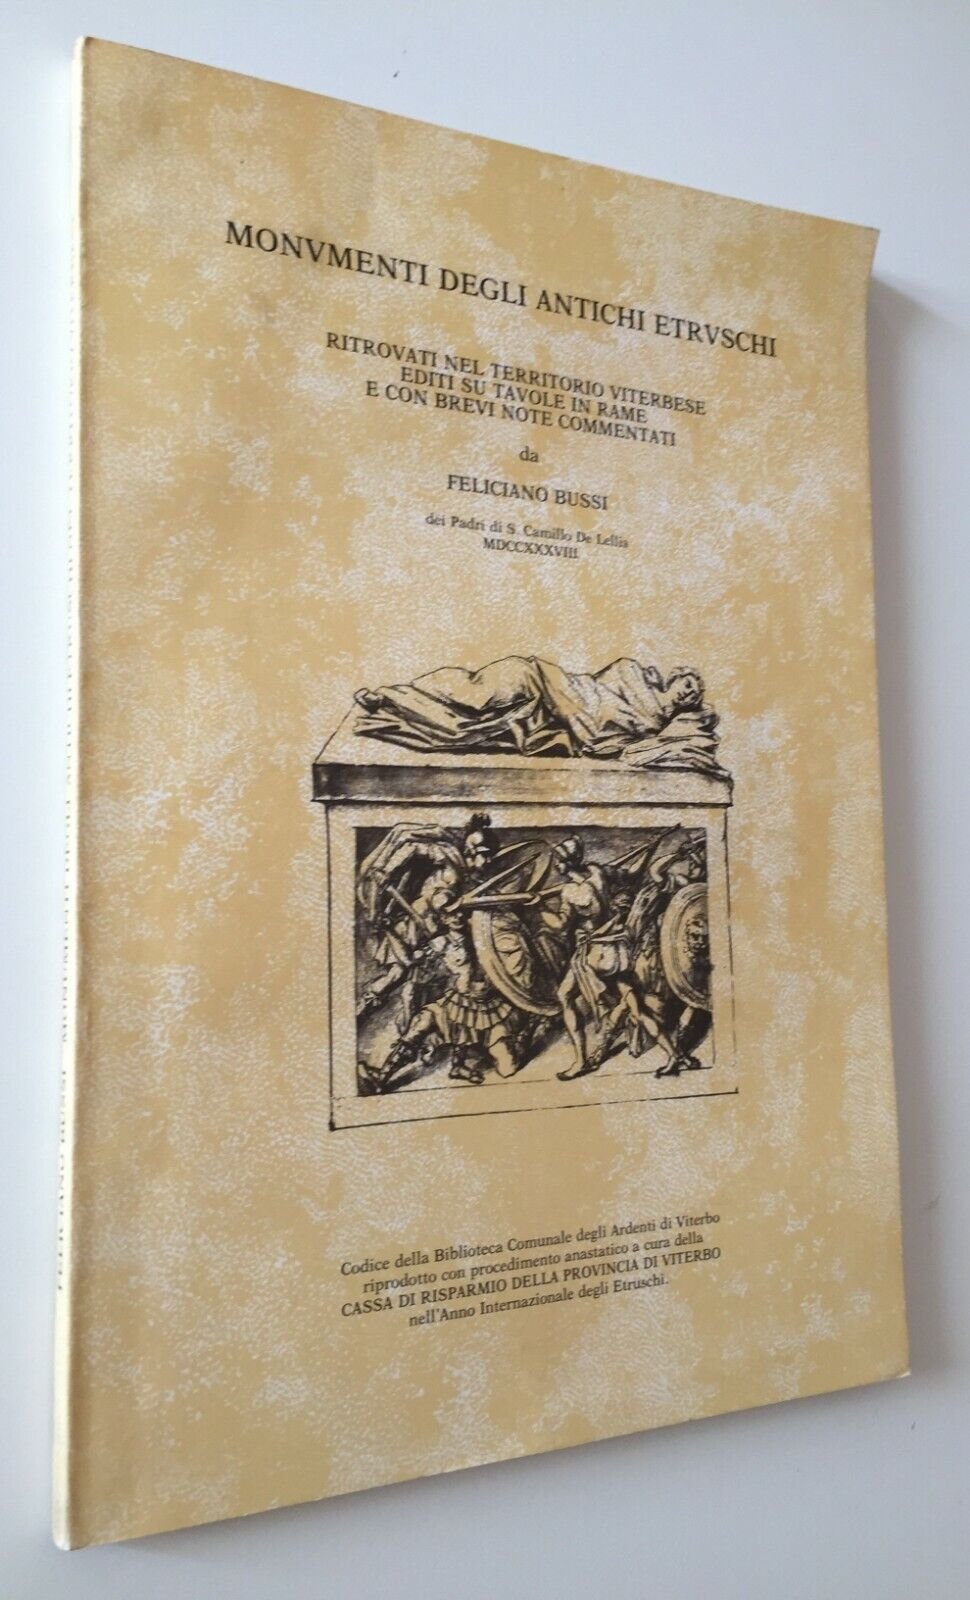 MONVMENTI DEGLI ANTICHI ETRVSCHI
RITROVATI NEL TERRITORIO VITERBESE
EDITI SU TAVOLE IN RAME
E CON BREVI NOTE COMMENTATI
da
FELICIANO BUSSI
dei Padri di S. Camillo De Lellis
MDCCXXXVIII
Codice della Biblioteca Comunale degli Ardenti di Viterbo
riprodotto con procedimento anastatico a cura della
CASSA DI RISPARMIO DELLA PROVINCIA DI VITERBO
nell'Anno Internazionale degli Etruschi.